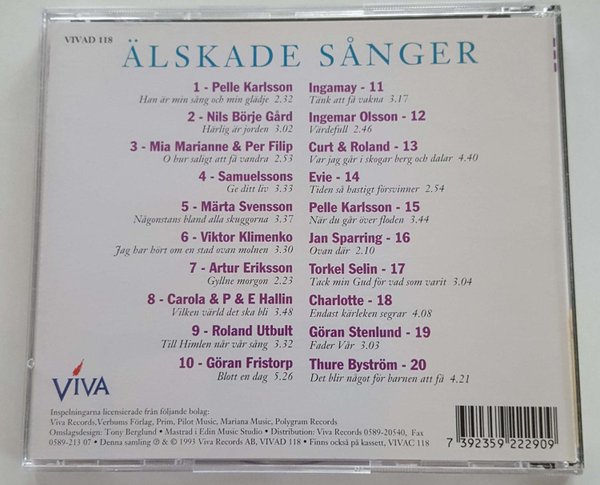 VIVAD 118
ÄLSKADE SÅNGER
1 - Pelle Karlsson
Han är min sång och min glädje 2.32
2 - Nils Börje Gård
Härlig är jorden 3.02
3 - Mia Marianne & Per Filip
O hur saligt att få vandra 2.53
4 - Samuelssons
Ge ditt liv 3.33
5 - Märta Svensson
Någonstans bland alla skuggorna 3.37
6 - Viktor Klimenko
Jag har hört om en stad ovan molnen 3.30
7 - Artur Eriksson
Gyllne morgon 2.23
8 - Carola & P & E Hallin
Vilken värld det ska bli 3.48
9 - Roland Utbult
Till Himlen när vår sång 3.32
10 - Göran Fristorp
Blott en dag 5.26
Ingamay - 11
Tänk att få vakna 3.17
Ingemar Olsson - 12
Värdefull 2.46
Curt & Roland - 13
Var jag går i skogar berg och dalar 4.40
Evie - 14
Tiden så hastigt försvinner 2.54
Pelle Karlsson - 15
När du går över floden 3.44
Jan Sparring - 16
Ovan där 2.10
Torkel Selin - 17
Tack min Gud för vad som varit 3.04
Charlotte - 18
Endast kärleken segrar 4.08
Göran Stenlund - 19
Fader Vår 3.03
Thure Byström - 20
Det blir något för barnen att få 4.21
VIVA
Inspelningarna licensierade från följande bolag:
Viva Records,Verbums Förlag, Prim, Pilot Music, Mariana Music, Polygram Records
Omslagsdesign: Tony Berglund • Mastrad i Edin Music Studio • Distribution: Viva Records 0589-20540, Fax
0589-213 07 • Denna samling ℗ & © 1993 Viva Records AB, VIVAD 118 • Finns också på kassett, VIVAC 118
7 392359 222909